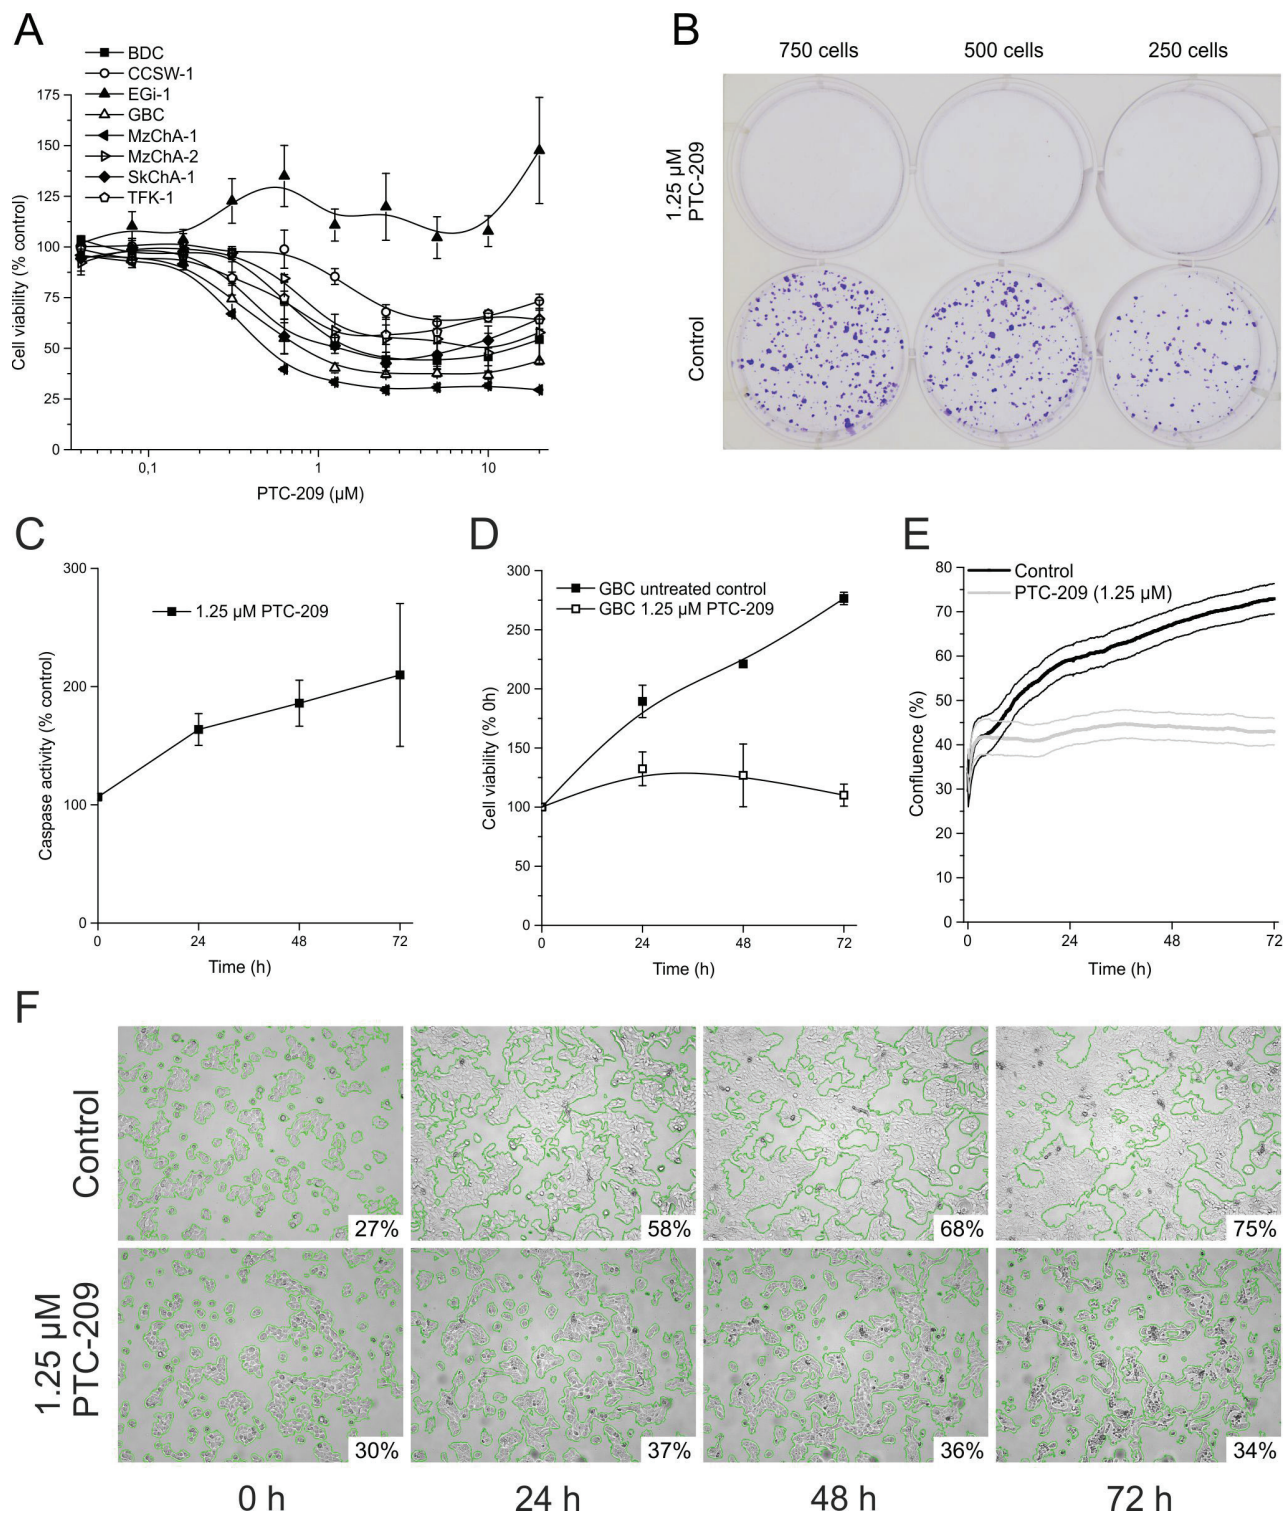 A
BDC
CCSW-1
EGi-1
GBC
MzChA-1
MzChA-2
SkChA-1
TFK-1
175
150
125
100
75
50
25
0
Cell viability (% control)
0,1
1
10
PTC-209 (µM)
B
750 cells
500 cells
250 cells
1.25 µM
PTC-209
Control
C
300
200
100
0
Caspase activity (% control)
1.25 µM PTC-209
0
24
48
72
Time (h)
D
300
250
200
150
100
50
0
Cell viability (% 0h)
GBC untreated control
GBC 1.25 µM PTC-209
0
24
48
72
Time (h)
E
80
70
60
50
40
30
20
10
0
Confluence (%)
Control
PTC-209 (1.25 µM)
0
24
48
72
Time (h)
F
Control
27%
58%
68%
75%
1.25 µM
PTC-209
30%
37%
36%
34%
0 h
24 h
48 h
72 h